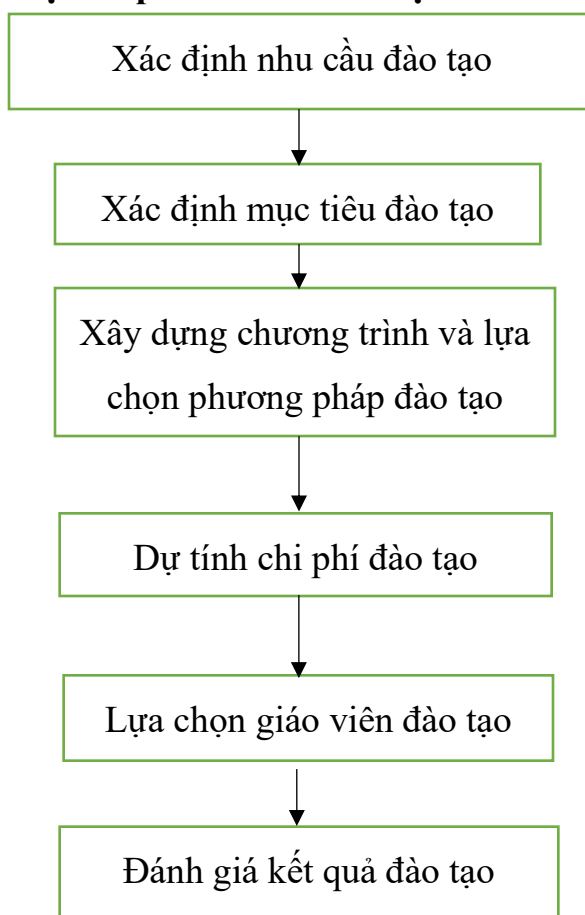 Xác định nhu cầu đào tạo
Xác định mục tiêu đào tạo
Xây dựng chương trình và lựa
chọn phương pháp đào tạo
Dự tính chi phí đào tạo
Lựa chọn giáo viên đào tạo
Đánh giá kết quả đào tạo